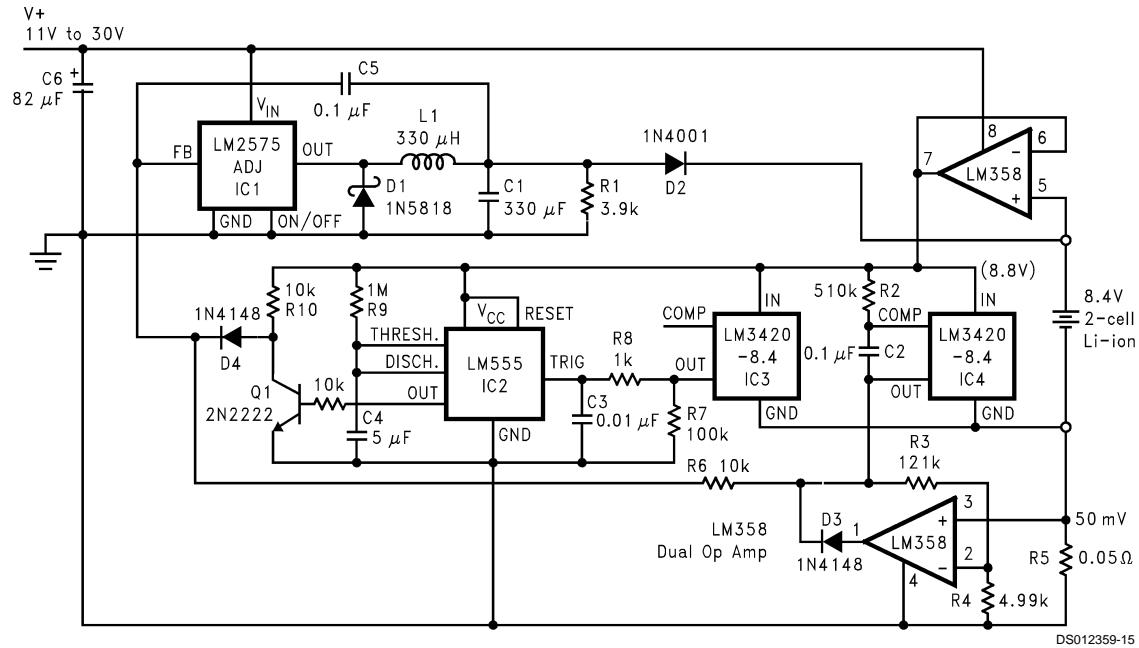 V+
11V to 30V
C6
+
82 µF
C5
0.1 µF
V_IN
L1
330 µH
FB
LM2575
ADJ
IC1
OUT
GND
ON/OFF
D1
1N5818
C1
330 µF
R1
3.9k
1N4001
D2
8
7
6
−
LM358
+
5
(8.8V)
10k
R10
1M
R9
1N4148
D4
V_CC
RESET
THRESH.
DISCH.
LM555
IC2
TRIG
OUT
GND
Q1
2N2222
10k
C4
5 µF
R8
1k
C3
0.01 µF
R7
100k
COMP
IN
LM3420
-8.4
IC3
OUT
GND
510k
R2
0.1 µF
C2
COMP
IN
LM3420
-8.4
IC4
OUT
GND
8.4V
2-cell
Li-ion
R6 10k
R3
121k
LM358
Dual Op Amp
D3
1N4148
1
3
+
LM358
−
2
4
50 mV
R5
0.05Ω
R4
4.99k
DS012359-15